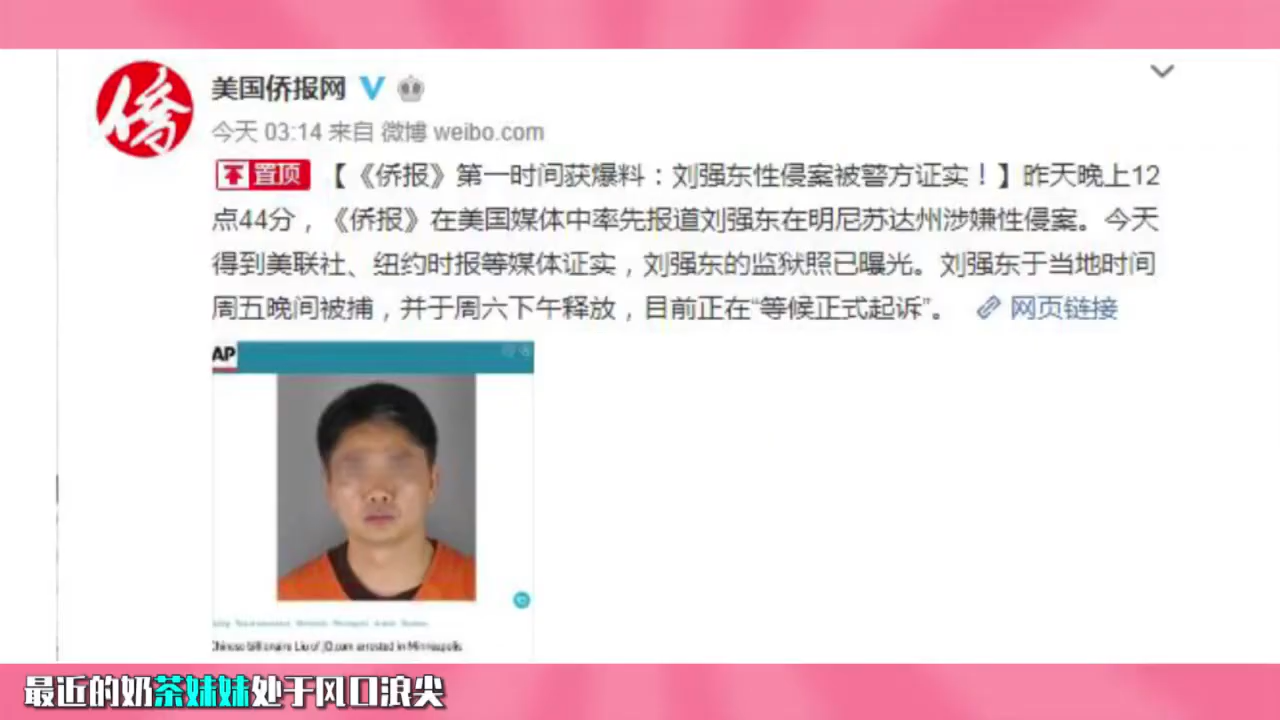 侨
美国侨报网
今天 03:14 来自 微博 weibo.com
置顶 【《侨报》第一时间获爆料：刘强东性侵案被警方证实！】昨天晚上12
点44分，《侨报》在美国媒体中率先报道刘强东在明尼苏达州涉嫌性侵案。今天
得到美联社、纽约时报等媒体证实，刘强东的监狱照已曝光。刘强东于当地时间
周五晚间被捕，并于周六下午释放，目前正在“等候正式起诉”。 网页链接
AP
Chinese billionaire Liu of JD.com arrested in Minneapolis
最近的奶茶妹妹处于风口浪尖